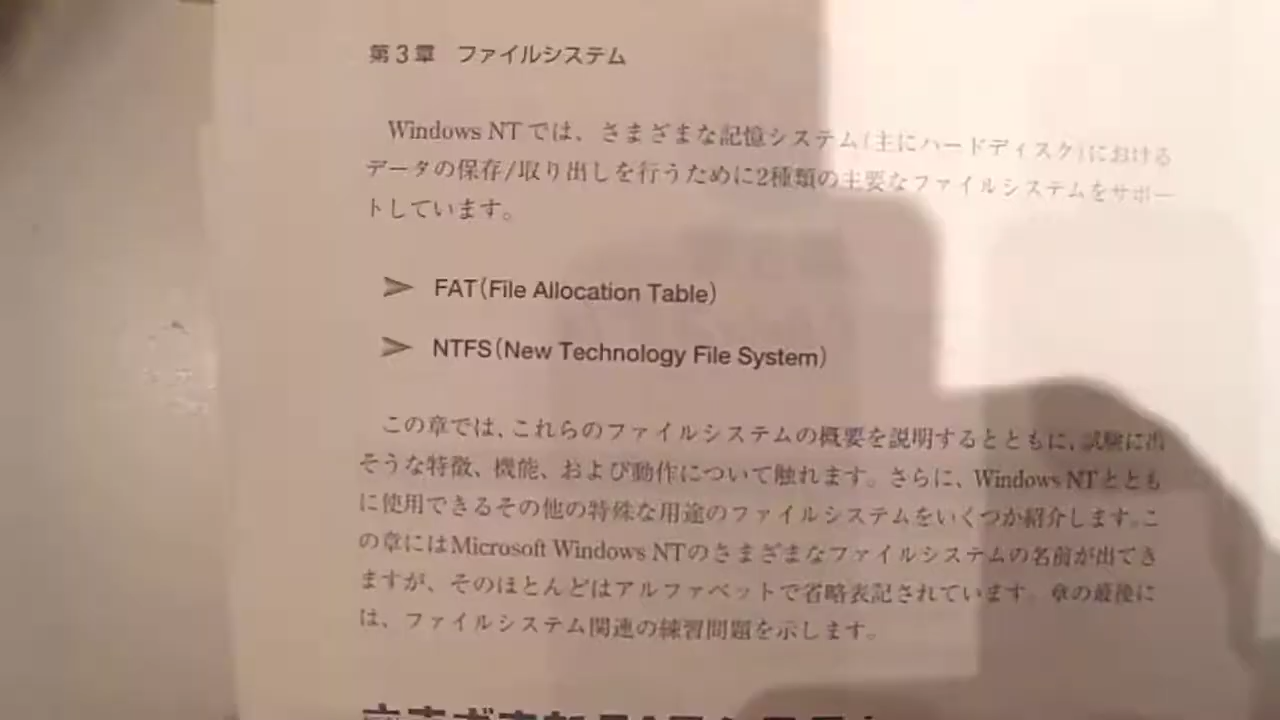 第3章 ファイルシステム
Windows NTでは、さまざまな記憶システム(主にハードディスク)における
データの保存/取り出しを行うために2種類の主要なファイルシステムをサポー
トしています。
➢ FAT(File Allocation Table)
➢ NTFS(New Technology File System)
この章では、これらのファイルシステムの概要を説明するとともに、試験に出
そうな特徴、機能、および動作について触れます。さらに、Windows NTととも
に使用できるその他の特殊な用途のファイルシステムをいくつか紹介します。こ
の章にはMicrosoft Windows NTのさまざまなファイルシステムの名前が出てき
ますが、そのほとんどはアルファベットで省略表記されています。章の最後に
は、ファイルシステム関連の練習問題を示します。